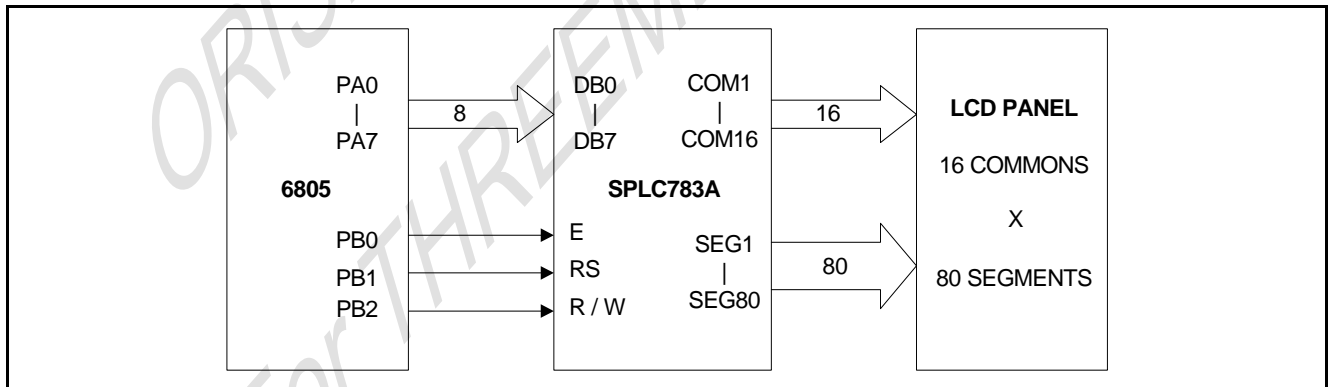 PA0
|
PA7
6805
PB0
PB1
PB2
8
DB0
|
DB7
COM1
|
COM16
SPLC783A
E
RS
R / W
SEG1
|
SEG80
16
80
LCD PANEL
16 COMMONS
X
80 SEGMENTS
For